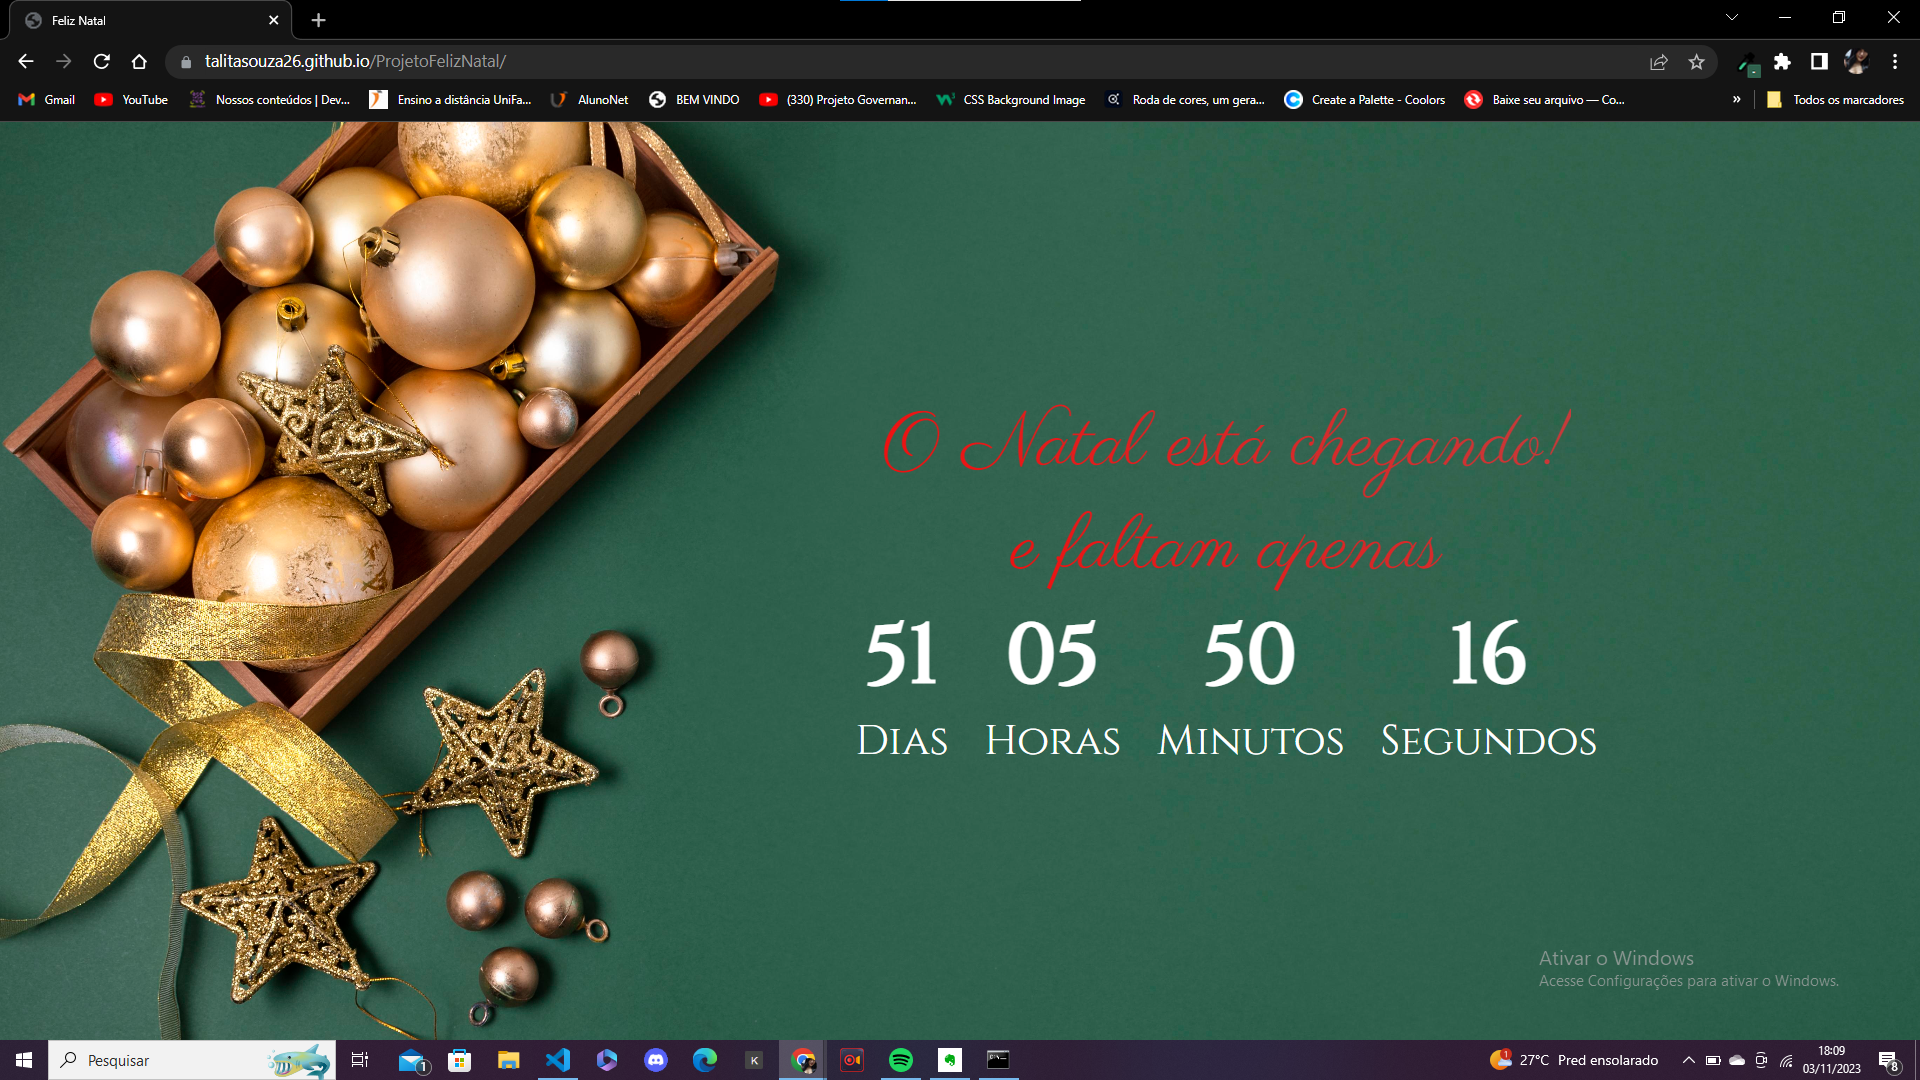 Feliz Natal
talitasouza26.github.io/ProjetoFelizNatal/
Gmail
YouTube
Nossos conteúdos | Dev...
Ensino a distância UniFa...
AlunoNet
BEM VINDO
(330) Projeto Governan...
CSS Background Image
Roda de cores, um gera...
Create a Palette - Coolors
Baixe seu arquivo — Co...
»
Todos os marcadores
O Natal está chegando!
e faltam apenas
51 05 50 16
Dias Horas Minutos Segundos
Ativar o Windows
Acesse Configurações para ativar o Windows.
Pesquisar
1
K
1
27°C Pred ensolarado
18:09
03/11/2023
8